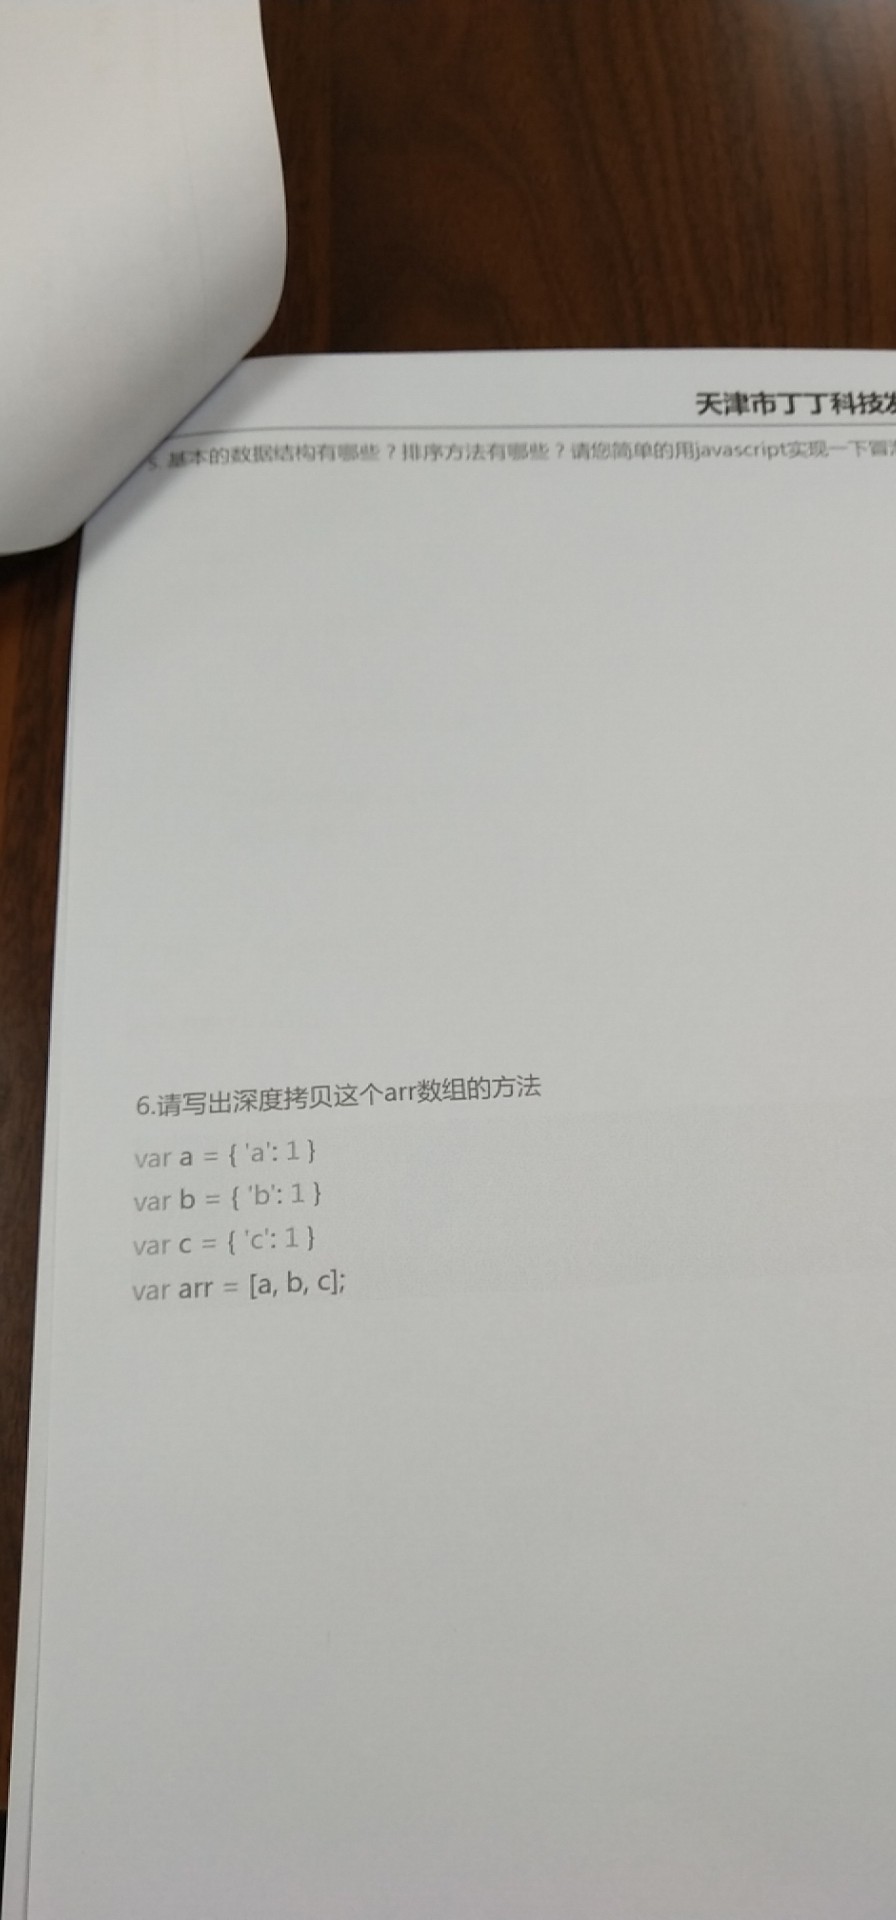 天津市丁丁科技发
5. 基本的数据结构有哪些？排序方法有哪些？请您简单的用javascript实现一下冒泡
6.请写出深度拷贝这个arr数组的方法
var a = { 'a': 1 }
var b = { 'b': 1 }
var c = { 'c': 1 }
var arr = [a, b, c];